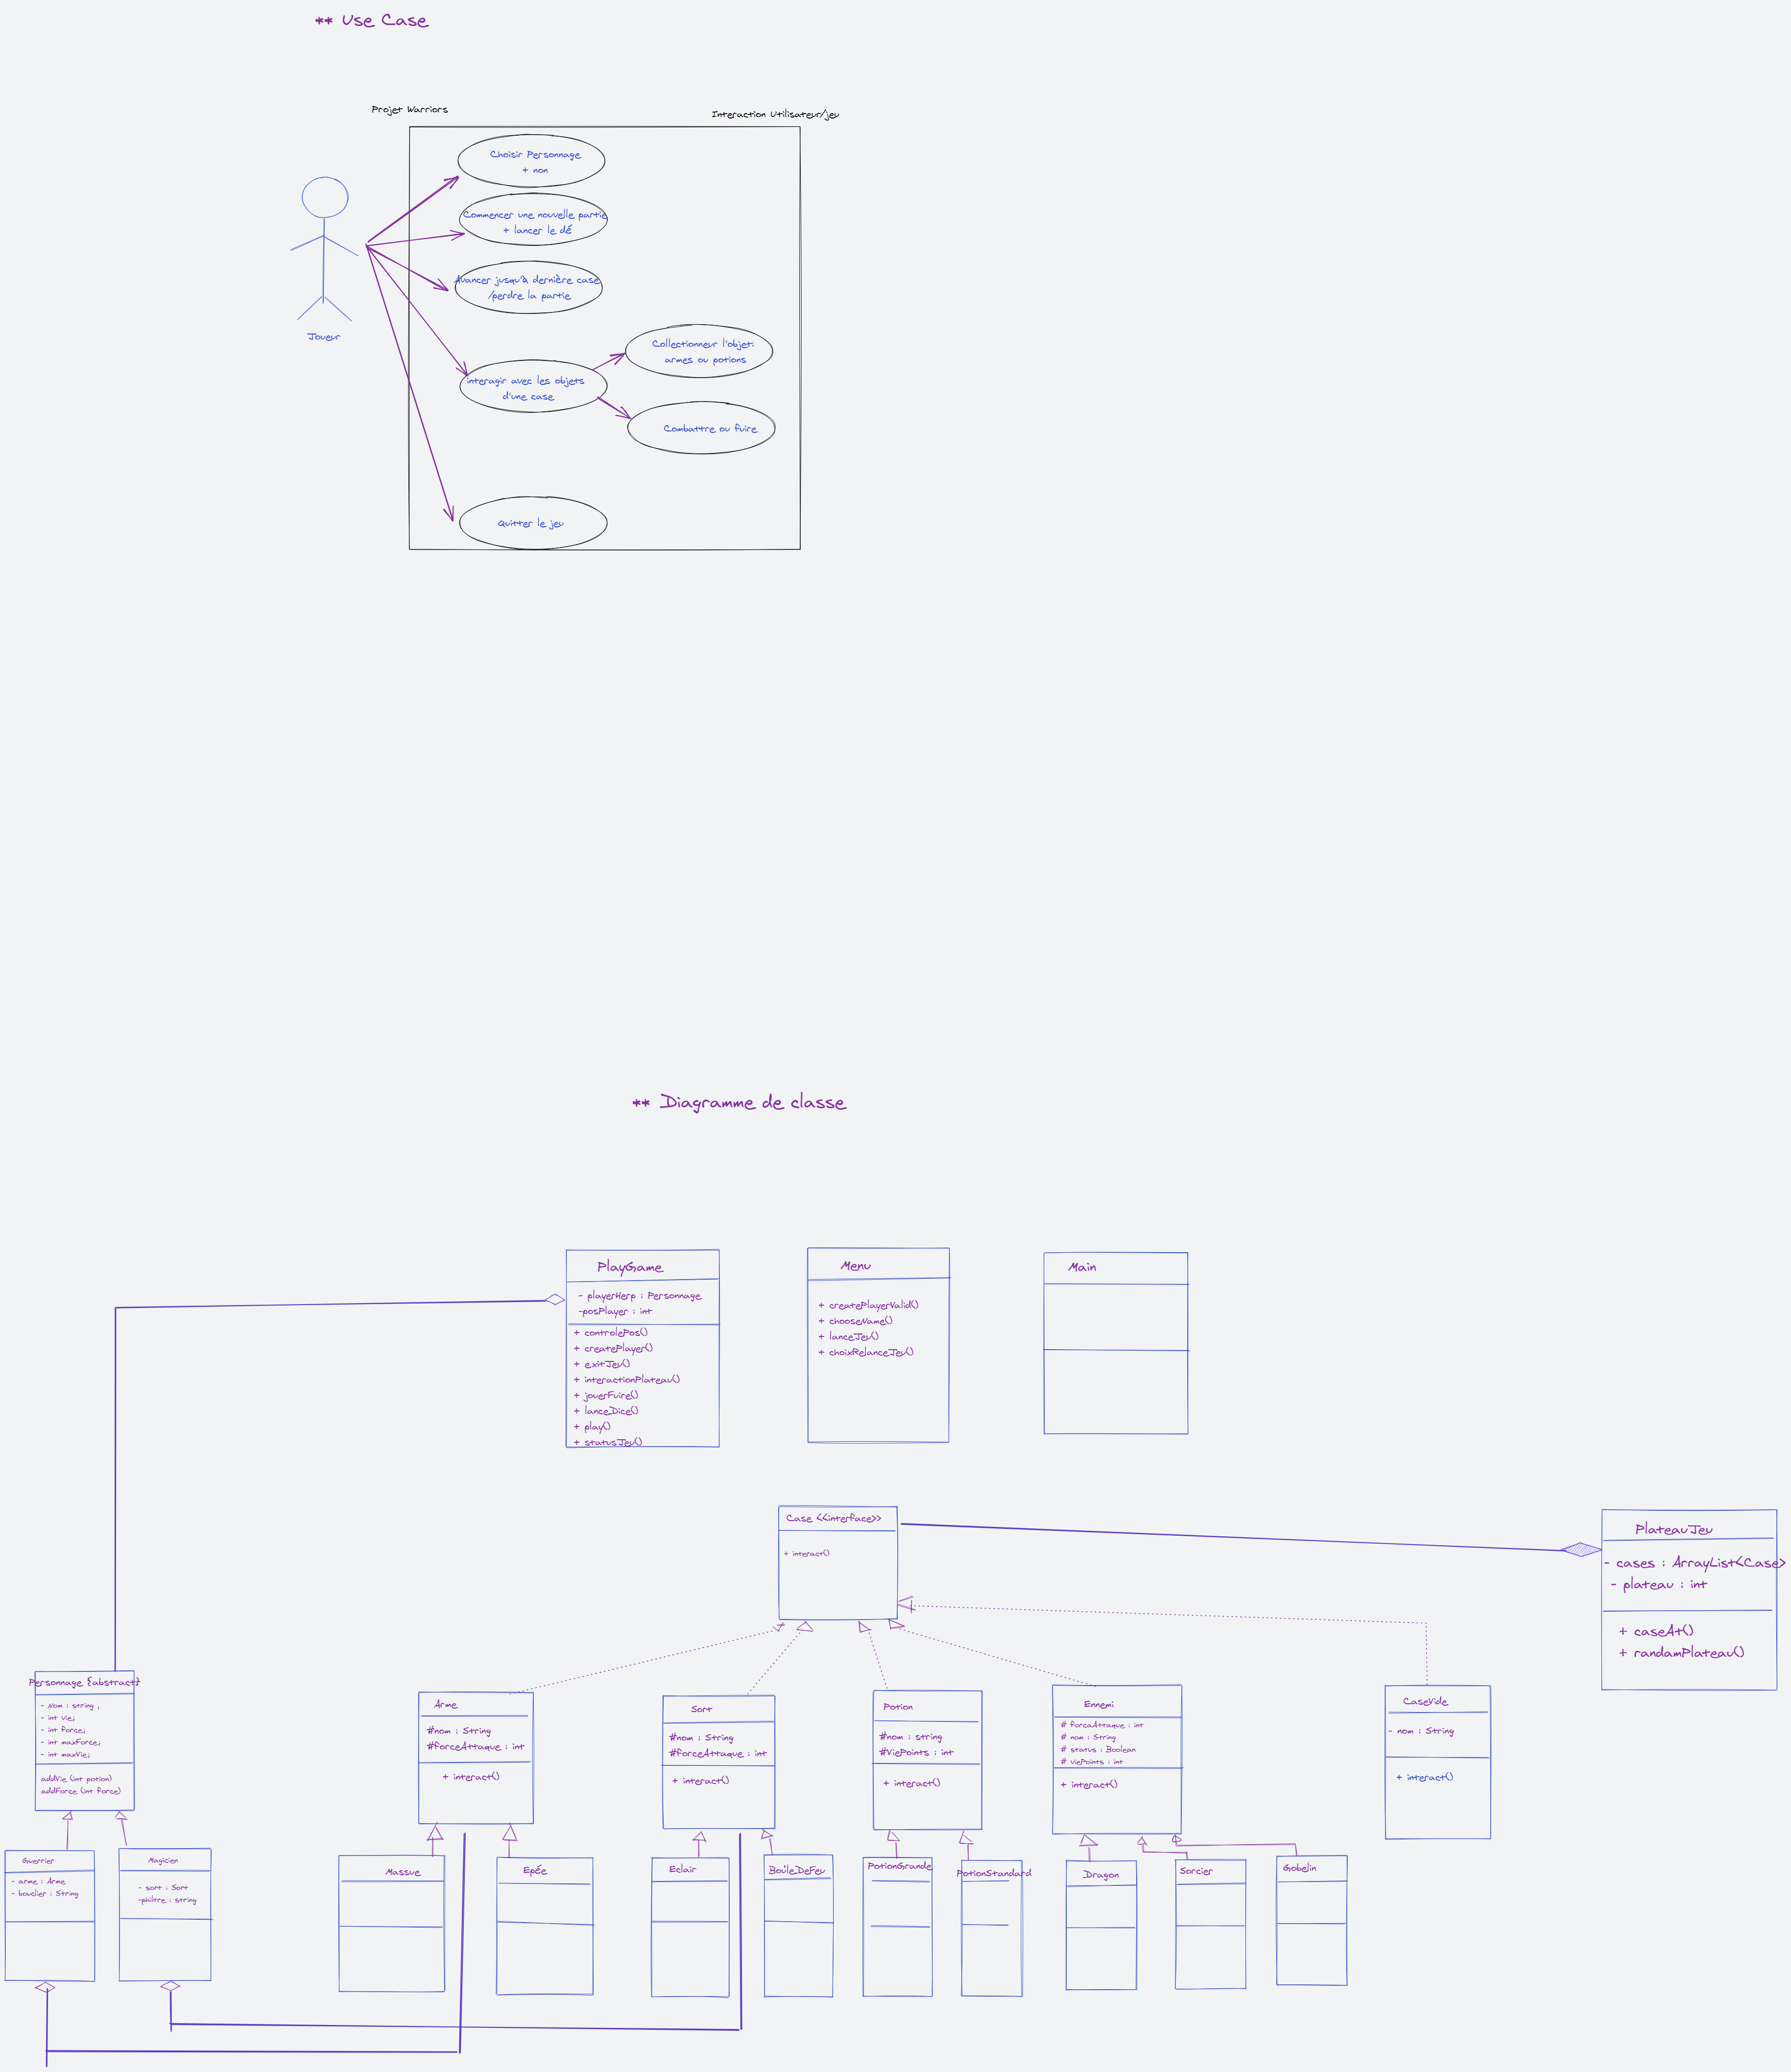 ** Use Case
Projet Warriors
Interaction Utilisateur/jeu
Choisir Personnage
+ non
Commencer une nouvelle partie
+ lancer le dé
Avancer jusqu'à dernière case
/perdre la partie
Joueur
interagir avec les objets
d'une case
Collectionneur l'objet:
armes ou potions
Combattre ou fuire
Quitter le jeu
** Diagramme de classe
PlayGame
- playerHerp : Personnage
-posPlayer : int
+ controlePos()
+ createPlayer()
+ exitJeu()
+ interactionPlateau()
+ jouerFuire()
+ lanceDice()
+ play()
+ statusJeu()
Menu
+ createPlayerValid()
+ chooseName()
+ lanceJeu()
+ choixRelanceJeu()
Main
Case <<interface>>
+ interact()
PlateauJeu
- cases : ArrayList<Case>
- plateau : int
+ caseAt()
+ randamPlateau()
Personnage {abstract}
- Nom : string ;
- int vie;
- int force;
- int maxForce;
- int maxVie;
addVie (int potion)
addForce (int force)
Arme
#nom : String
#forceAttaque : int
+ interact()
Sort
#nom : String
#forceAttaque : int
+ interact()
Potion
#nom : string
#ViePoints : int
+ interact()
Ennemi
# forcaAttaque : int
# nom : String
# status : Boolean
# viePoints : int
+ interact()
CaseVide
- nom : String
+ interact()
Guerrier
- arme : Arme
- bouclier : String
Magicien
- sort : Sort
-philtre : string
Massue
Epée
Eclair
BoûleDeFeu
PotionGrande
PotionStandard
Dragon
Sorcier
Gobelin